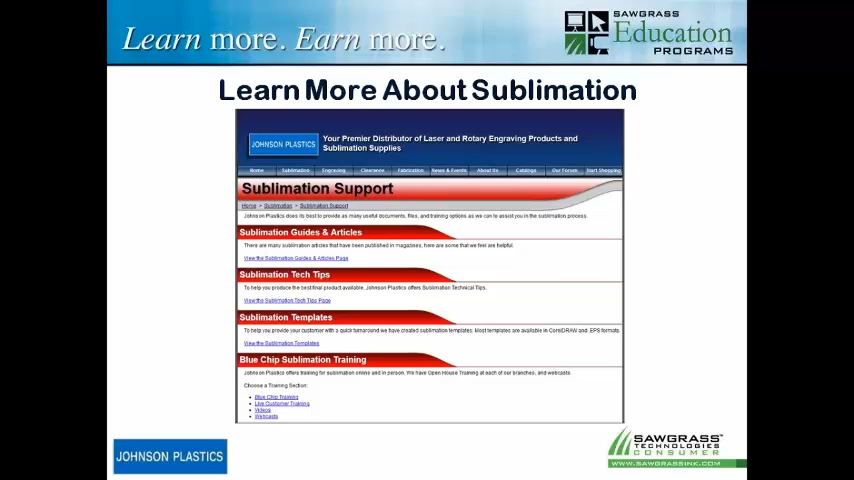 Learn more. Earn more.
SAWGRASS
Education
PROGRAMS
Learn More About Sublimation
JOHNSON PLASTICS
Your Premier Distributor of Laser and Rotary Engraving Products and
Sublimation Supplies
Home Sublimation Engraving Clearance Fabrication News & Events About Us Catalogs Our Forum Start Shopping
Sublimation Support
Home > Sublimation > Sublimation Support
Johnson Plastics does its best to provide as many useful documents, files, and training options as we can to assist you in the sublimation process.
Sublimation Guides & Articles
There are many sublimation articles that have been published in magazines, here are some that we feel are helpful.
View the Sublimation Guides & Articles Page
Sublimation Tech Tips
To help you produce the best final product available, Johnson Plastics offers Sublimation Technical Tips.
View the Sublimation Tech Tips Page
Sublimation Templates
To help you provide your customer with a quick turnaround we have created sublimation templates. Most templates are available in CorelDRAW and .EPS formats.
View the Sublimation Templates
Blue Chip Sublimation Training
Johnson Plastics offers training for sublimation online and in person. We have Open House Training at each of our branches, and webcasts.
Choose a Training Section:
Blue Chip Training
Live Customer Training
Videos
Webcasts
JOHNSON PLASTICS
SAWGRASS
TECHNOLOGIES
CONSUMER
WWW.SAWGRASSINK.COM